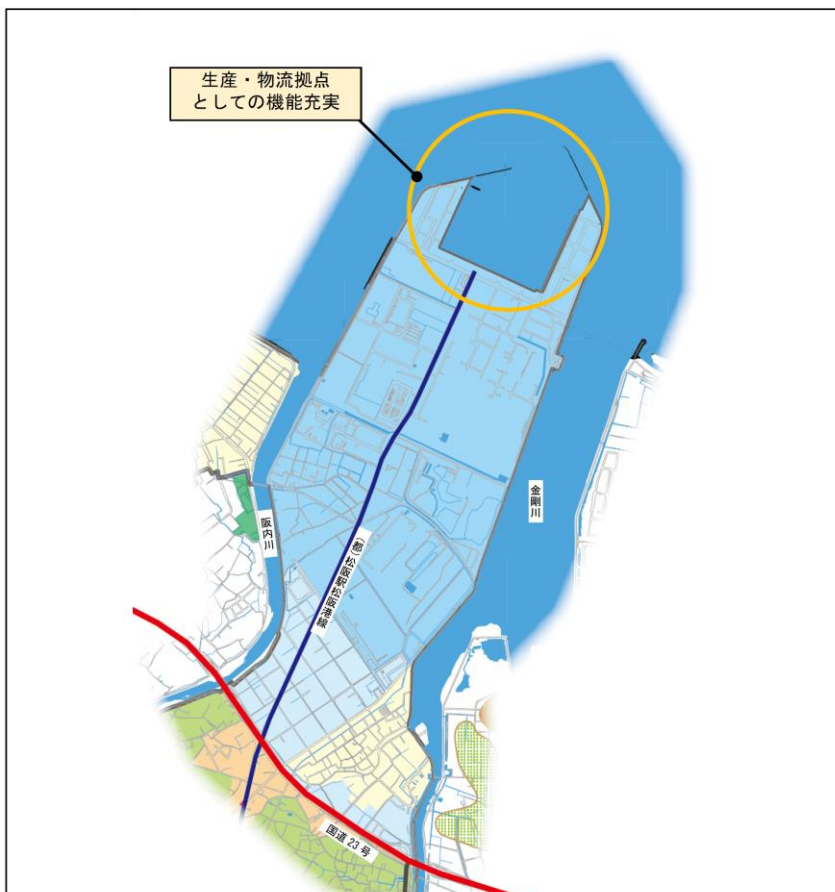 生産・物流拠点
としての機能充実
金剛川
阪内川
(都)松阪駅松阪港線
国道23号